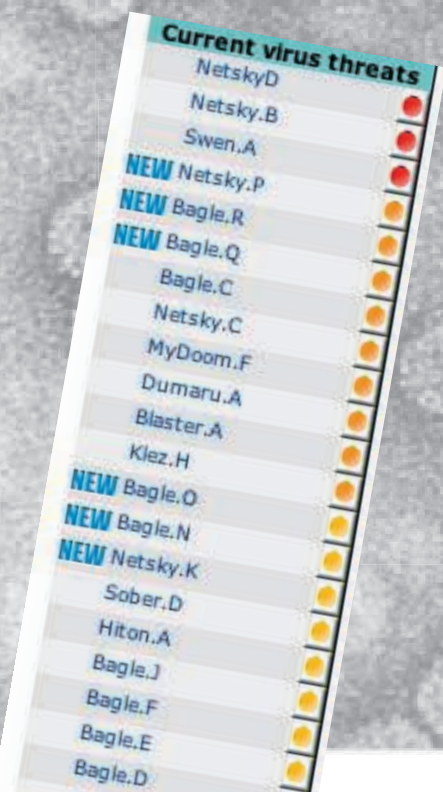 Current virus threats
NetskyD
Netsky.B
Swen.A
NEW Netsky.P
NEW Bagle.R
NEW Bagle.Q
Bagle.C
Netsky.C
MyDoom.F
Dumaru.A
Blaster.A
Klez.H
NEW Bagle.O
NEW Bagle.N
NEW Netsky.K
Sober.D
Hiton.A
Bagle.J
Bagle.F
Bagle.E
Bagle.D